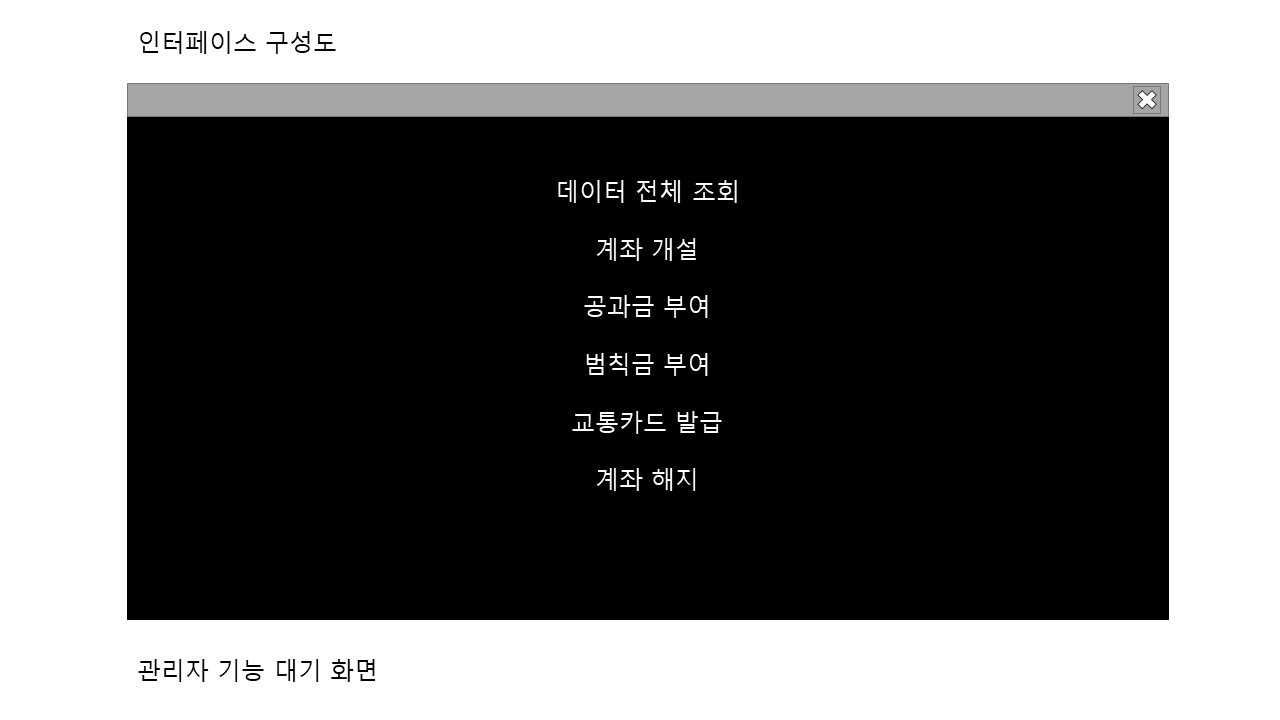 인터페이스 구성도
데이터 전체 조회
계좌 개설
공과금 부여
범칙금 부여
교통카드 발급
계좌 해지
관리자 기능 대기 화면